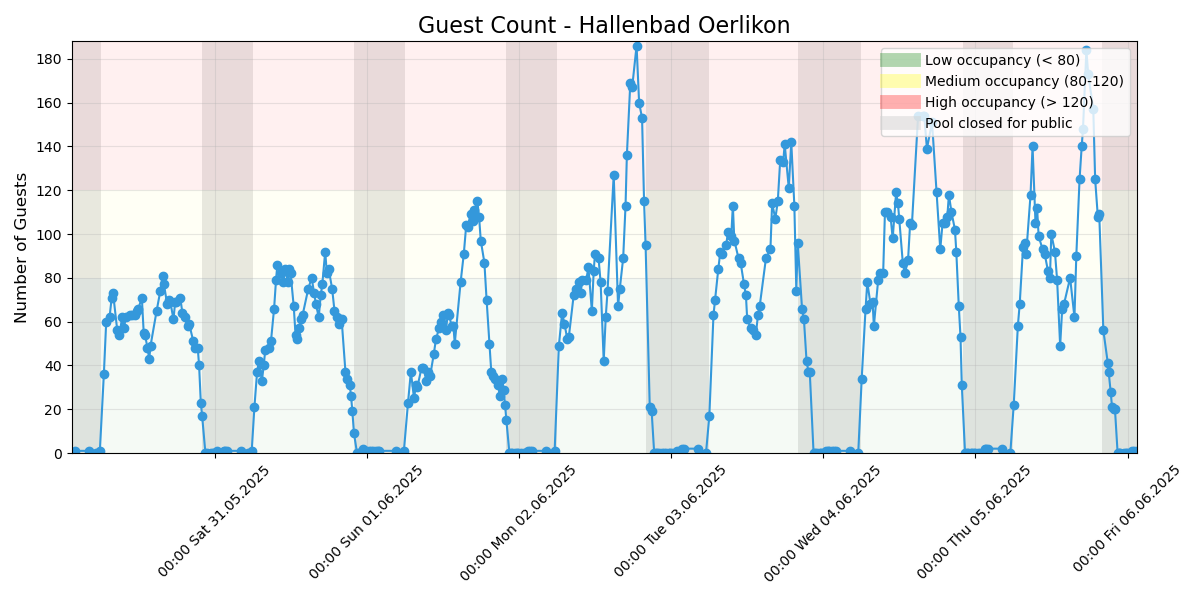 Guest Count - Hallenbad Oerlikon
Number of Guests
180
160
140
120
100
80
60
40
20
0
Low occupancy (< 80)
Medium occupancy (80-120)
High occupancy (> 120)
Pool closed for public
00:00 Sat 31.05.2025
00:00 Sun 01.06.2025
00:00 Mon 02.06.2025
00:00 Tue 03.06.2025
00:00 Wed 04.06.2025
00:00 Thu 05.06.2025
00:00 Fri 06.06.2025